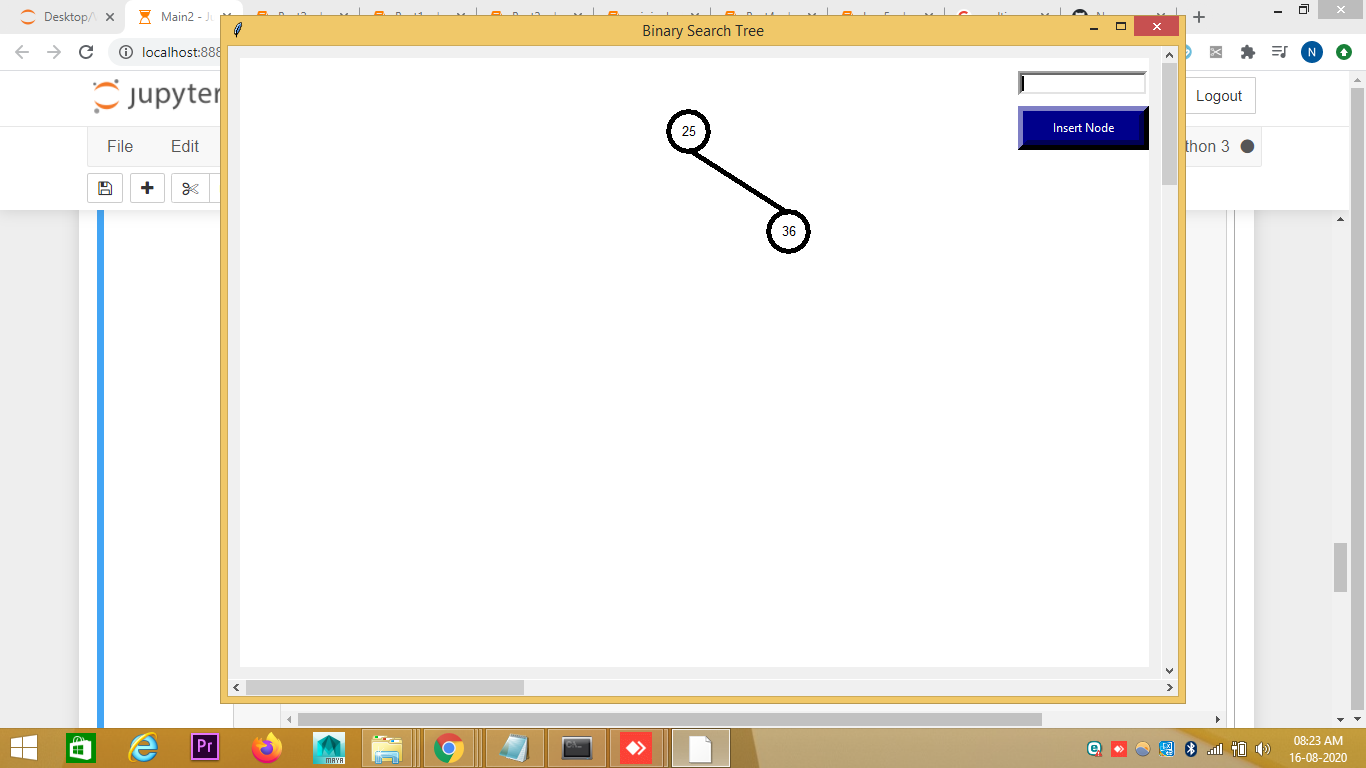 Desktop/
Main2 - Ju
Binary Search Tree
localhost:888
N
jupyter
Logout
File
Edit
thon 3
Insert Node
25
36
Pr
MAYA
08:23 AM
16-08-2020